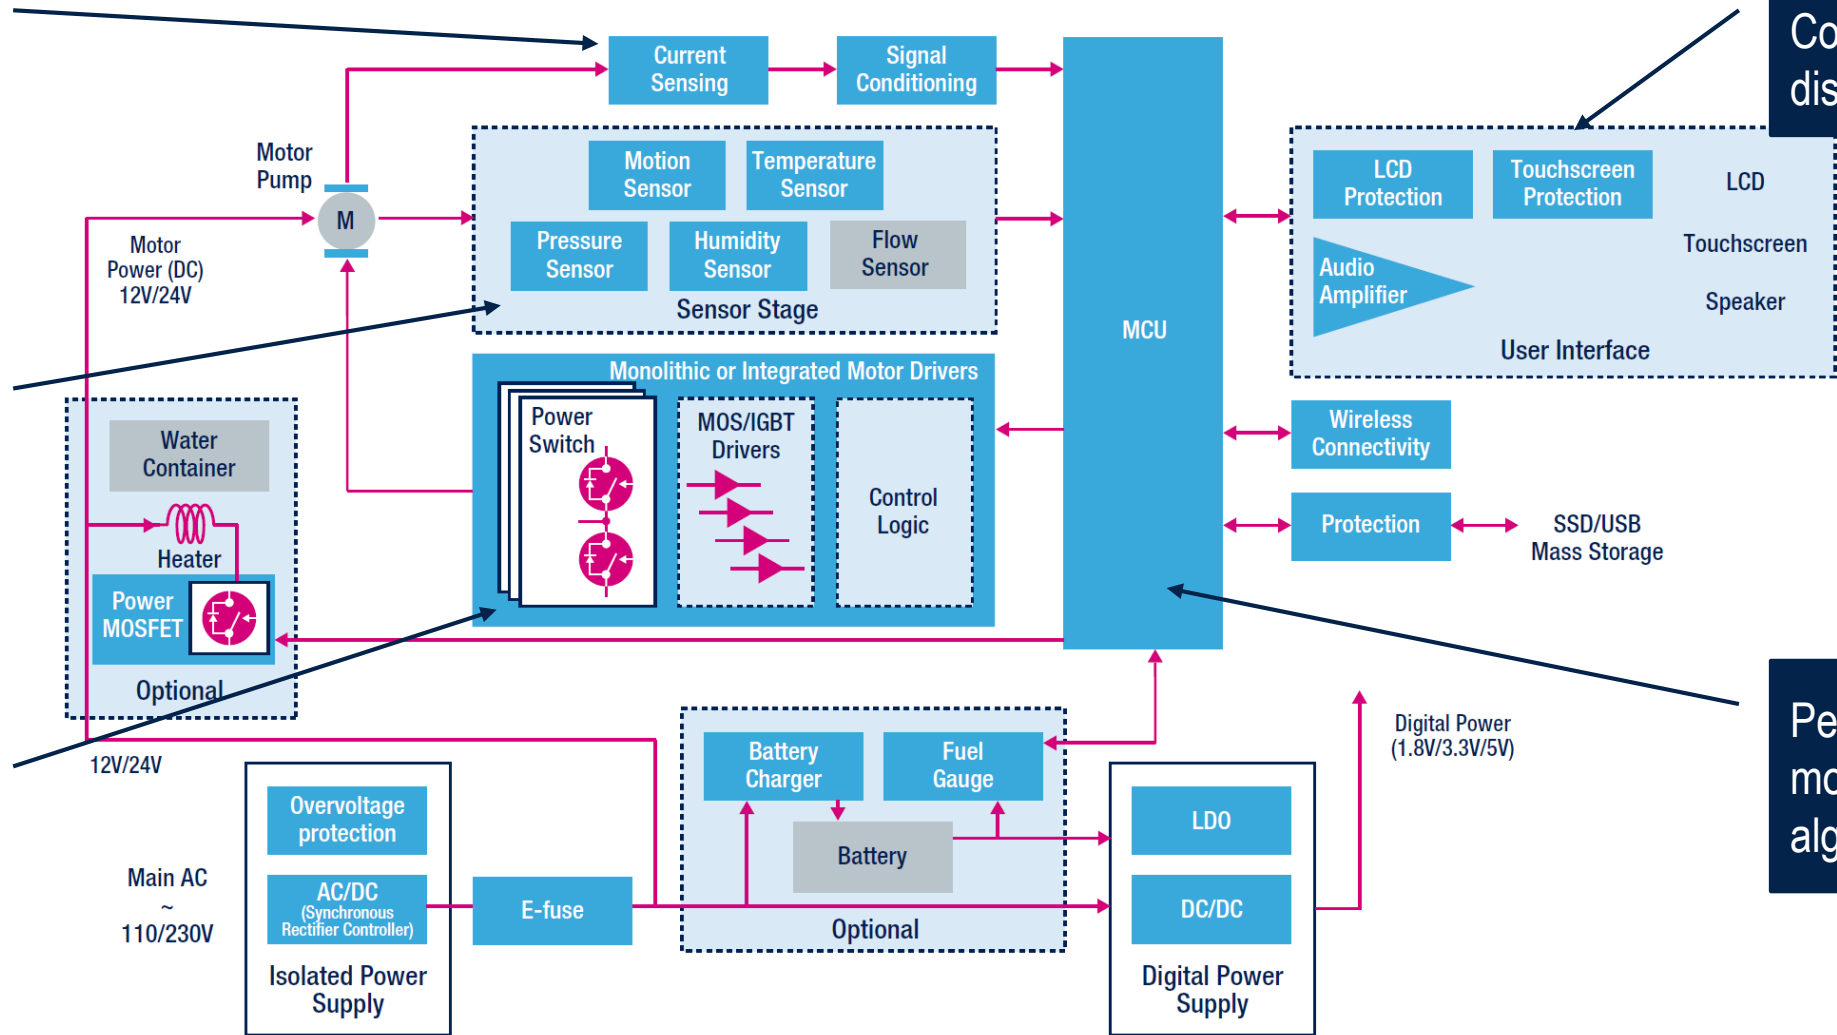 Current
Sensing
Signal
Conditioning
Motor
Pump
M
Motor
Power (DC)
12V/24V
Motion
Sensor
Temperature
Sensor
Pressure
Sensor
Humidity
Sensor
Flow
Sensor
Sensor Stage
MCU
LCD
Protection
Touchscreen
Protection
LCD
Touchscreen
Speaker
Audio
Amplifier
User Interface
Monolithic or Integrated Motor Drivers
Power
Switch
MOS/IGBT
Drivers
Control
Logic
Wireless
Connectivity
Protection
SSD/USB
Mass Storage
Water
Container
Heater
Power
MOSFET
Optional
12V/24V
Battery
Charger
Fuel
Gauge
Battery
Optional
Digital Power
(1.8V/3.3V/5V)
Main AC
~
110/230V
Overvoltage
protection
AC/DC
(Synchronous
Rectifier Controller)
Isolated Power
Supply
E-fuse
LDO
DC/DC
Digital Power
Supply
Co
dis
Pe
mo
alg